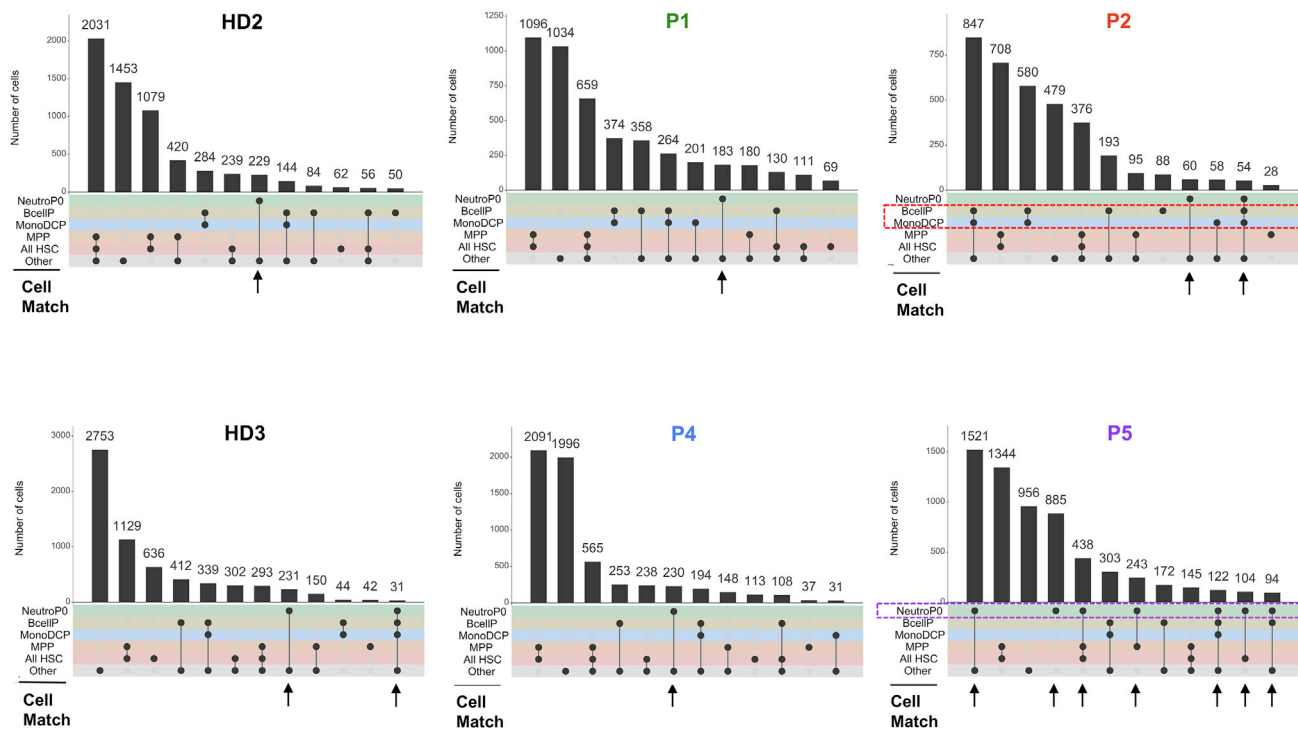 HD2
Number of cells
2000
1500
1000
500
0
2031
1453
1079
420
284
239
229
144
84
62
56
50
NeutroP0
BcellP
MonoDCP
MPP
All HSC
Other
Cell
Match
P1
Number of cells
1250
1000
750
500
250
0
1096
1034
659
374
358
264
201
183
180
130
111
69
NeutroP0
BcellP
MonoDCP
MPP
All HSC
Other
Cell
Match
P2
Number of cells
750
500
250
0
847
708
580
479
376
193
95
88
60
58
54
28
NeutroP0
BcellP
MonoDCP
MPP
All HSC
Other
Cell
Match
HD3
Number of cells
3000
2000
1000
0
2753
1129
636
412
339
302
293
231
150
44
42
31
NeutroP0
BcellP
MonoDCP
MPP
All HSC
Other
Cell
Match
P4
Number of cells
2500
2000
1500
1000
500
0
2091
1996
565
253
238
230
194
148
113
108
37
31
NeutroP0
BcellP
MonoDCP
MPP
All HSC
Other
Cell
Match
P5
Number of cells
1500
1000
500
0
1521
1344
956
885
438
303
243
172
145
122
104
94
NeutroP0
BcellP
MonoDCP
MPP
All HSC
Other
Cell
Match